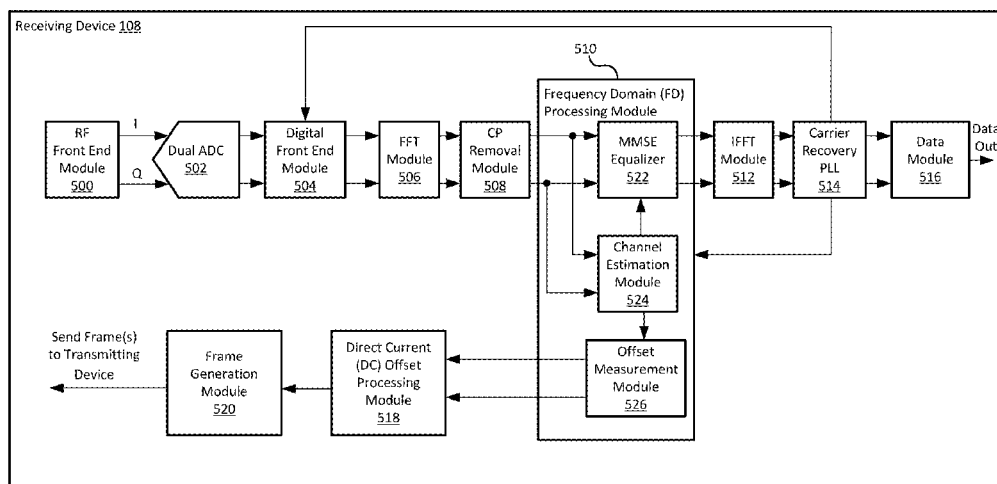 Receiving Device 108
510
Frequency Domain (FD)
Processing Module
I
Q
RF
Front End
Module
500
Dual ADC
502
Digital
Front End
Module
504
FFT
Module
506
CP
Removal
Module
508
MMSE
Equalizer
522
IFFT
Module
512
Carrier
Recovery
PLL
514
Data
Module
516
Data
Out
Channel
Estimation
Module
524
Offset
Measurement
Module
526
Direct Current
(DC) Offset
Processing
Module
518
Frame
Generation
Module
520
Send Frame(s)
to Transmitting
Device